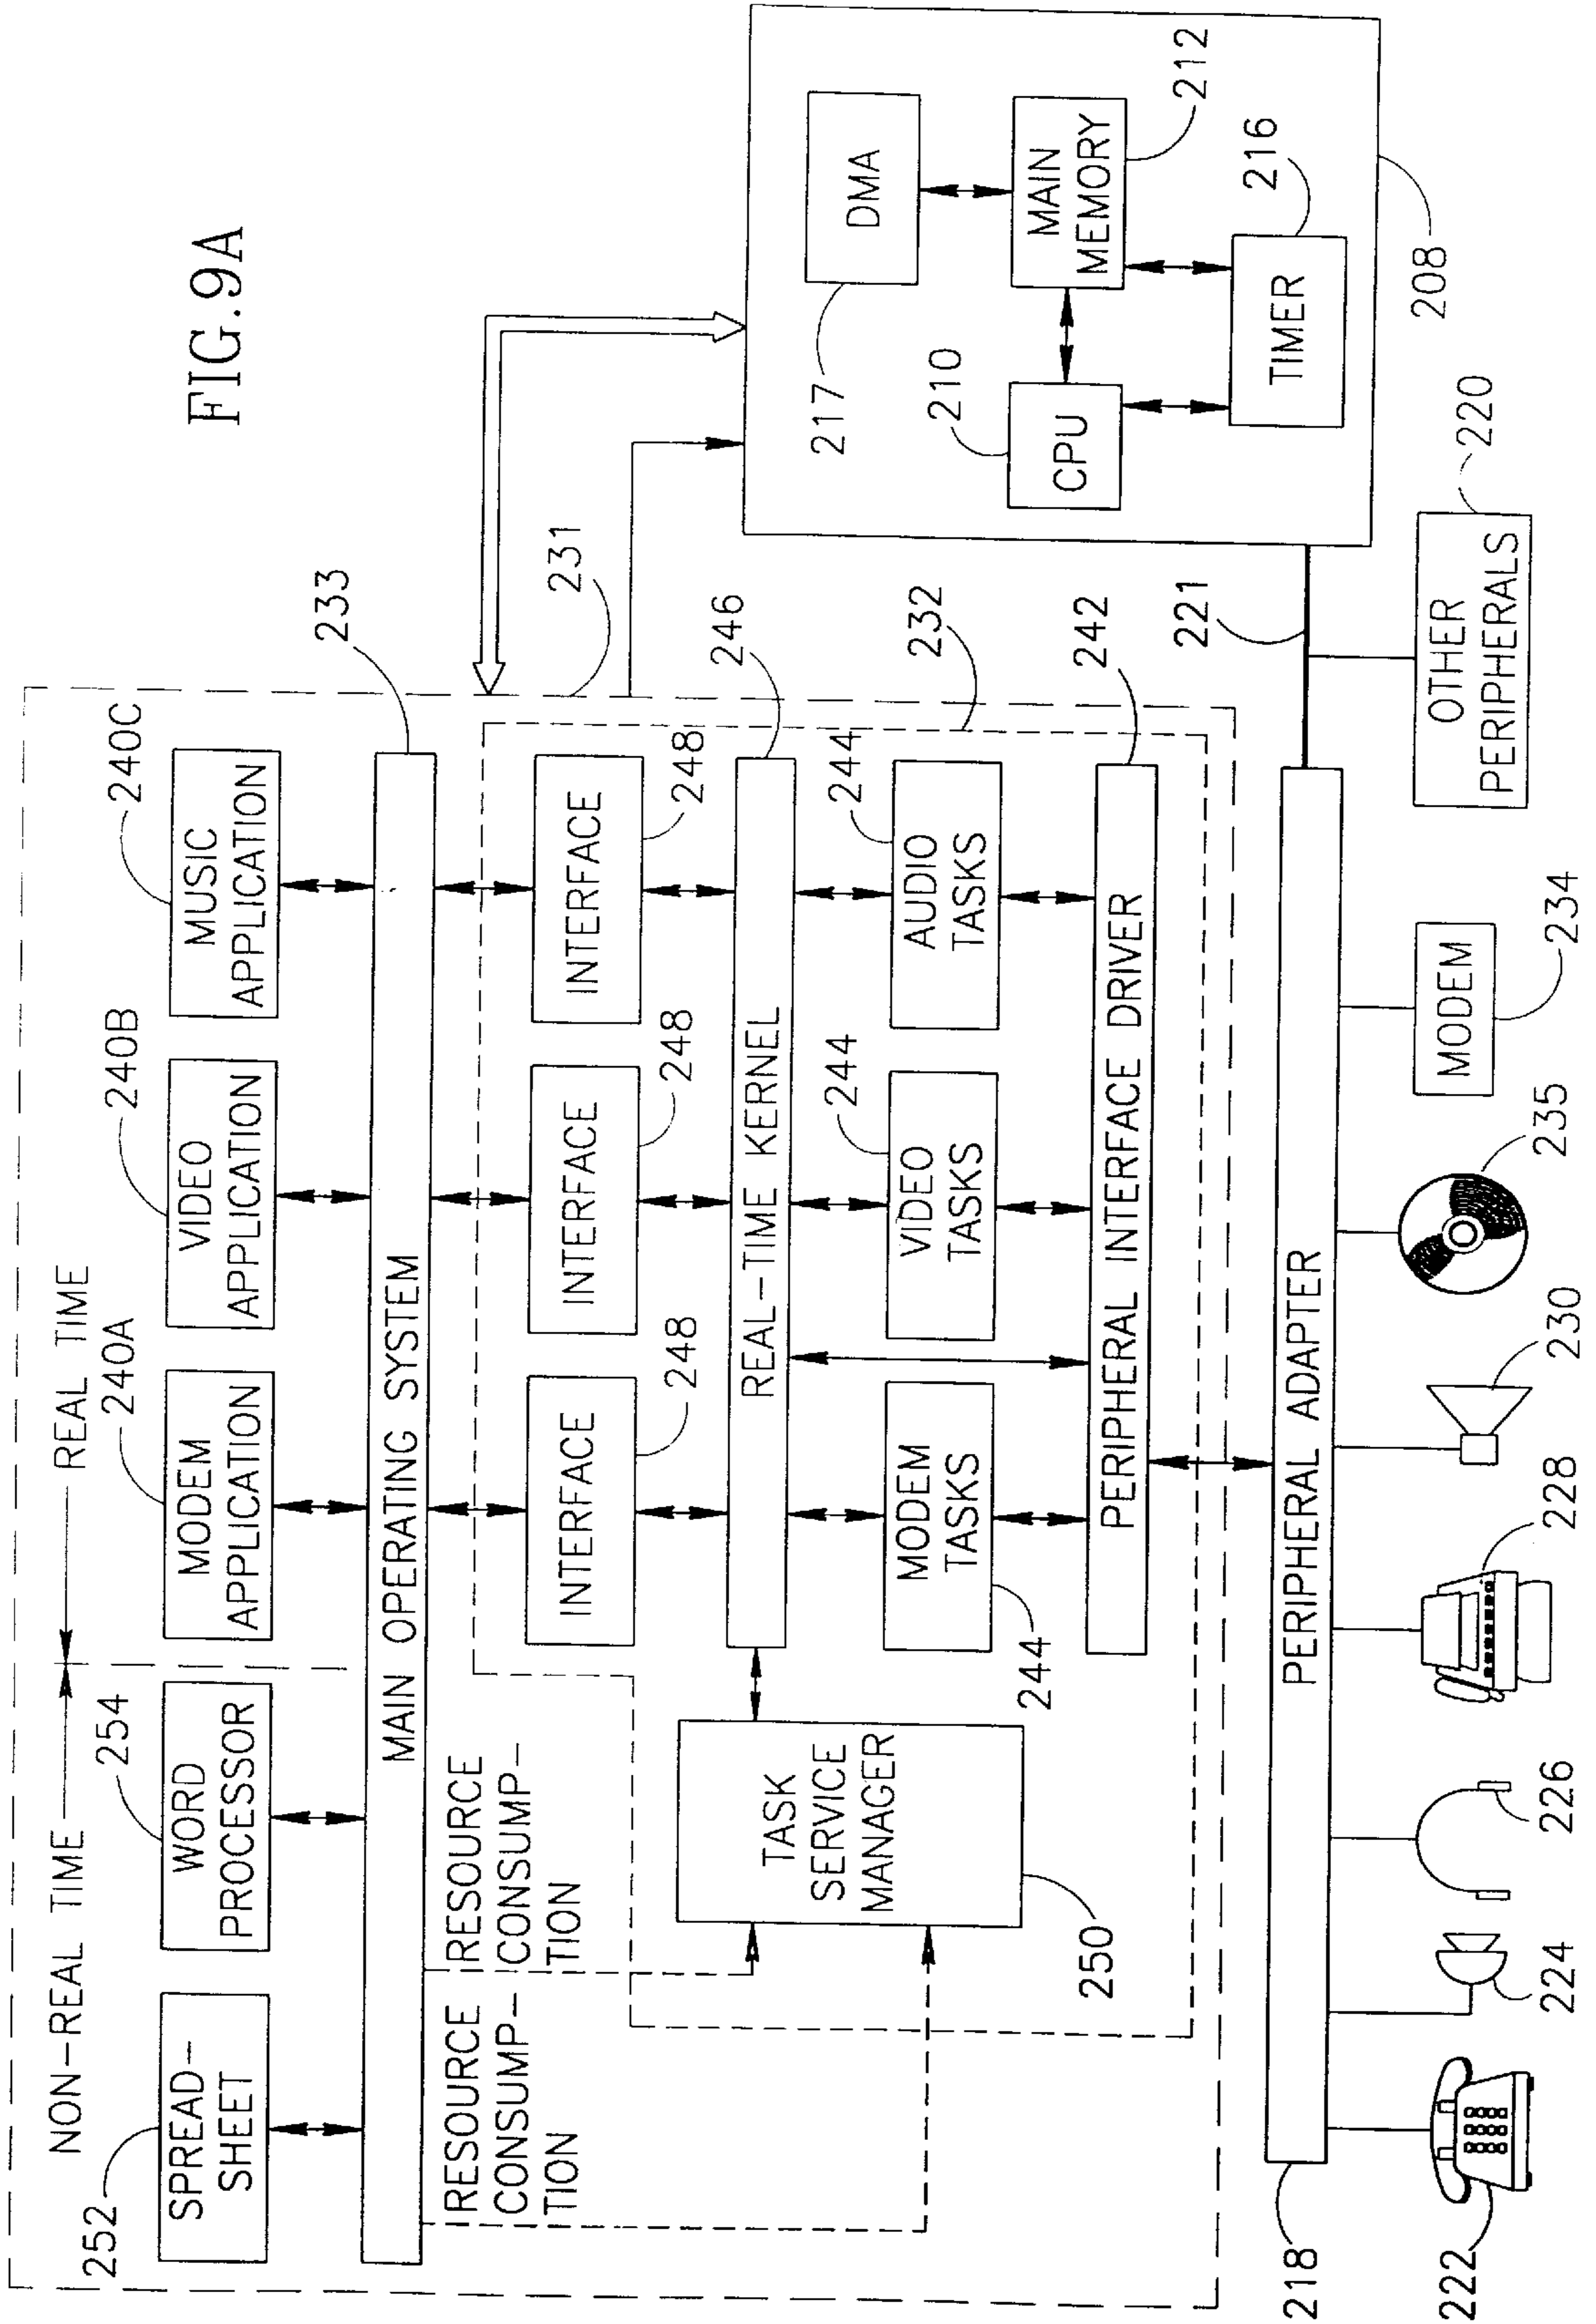 FIG.9A
NON-REAL TIME
REAL TIME
252
SPREAD-
SHEET
254
WORD
PROCESSOR
240A
MODEM
APPLICATION
240B
VIDEO
APPLICATION
240C
MUSIC
APPLICATION
233
MAIN OPERATING SYSTEM
231
RESOURCE
CONSUMP-
TION
RESOURCE
CONSUMP-
TION
INTERFACE
248
INTERFACE
248
INTERFACE
248
246
REAL-TIME KERNEL
TASK
SERVICE
MANAGER
250
MODEM
TASKS
244
VIDEO
TASKS
244
AUDIO
TASKS
244
232
PERIPHERAL INTERFACE DRIVER
242
217
DMA
210
CPU
MAIN
MEMORY
212
TIMER
216
208
221
218
PERIPHERAL ADAPTER
222
224
226
228
230
235
MODEM
234
OTHER
PERIPHERALS
220